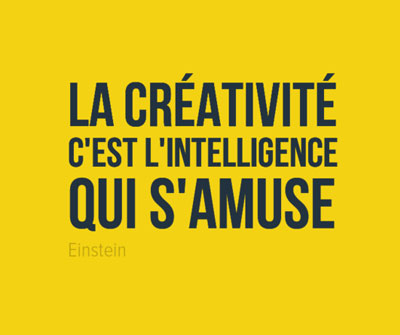 LA CRÉATIVITÉ
C'EST L'INTELLIGENCE
QUI S'AMUSE
Einstein